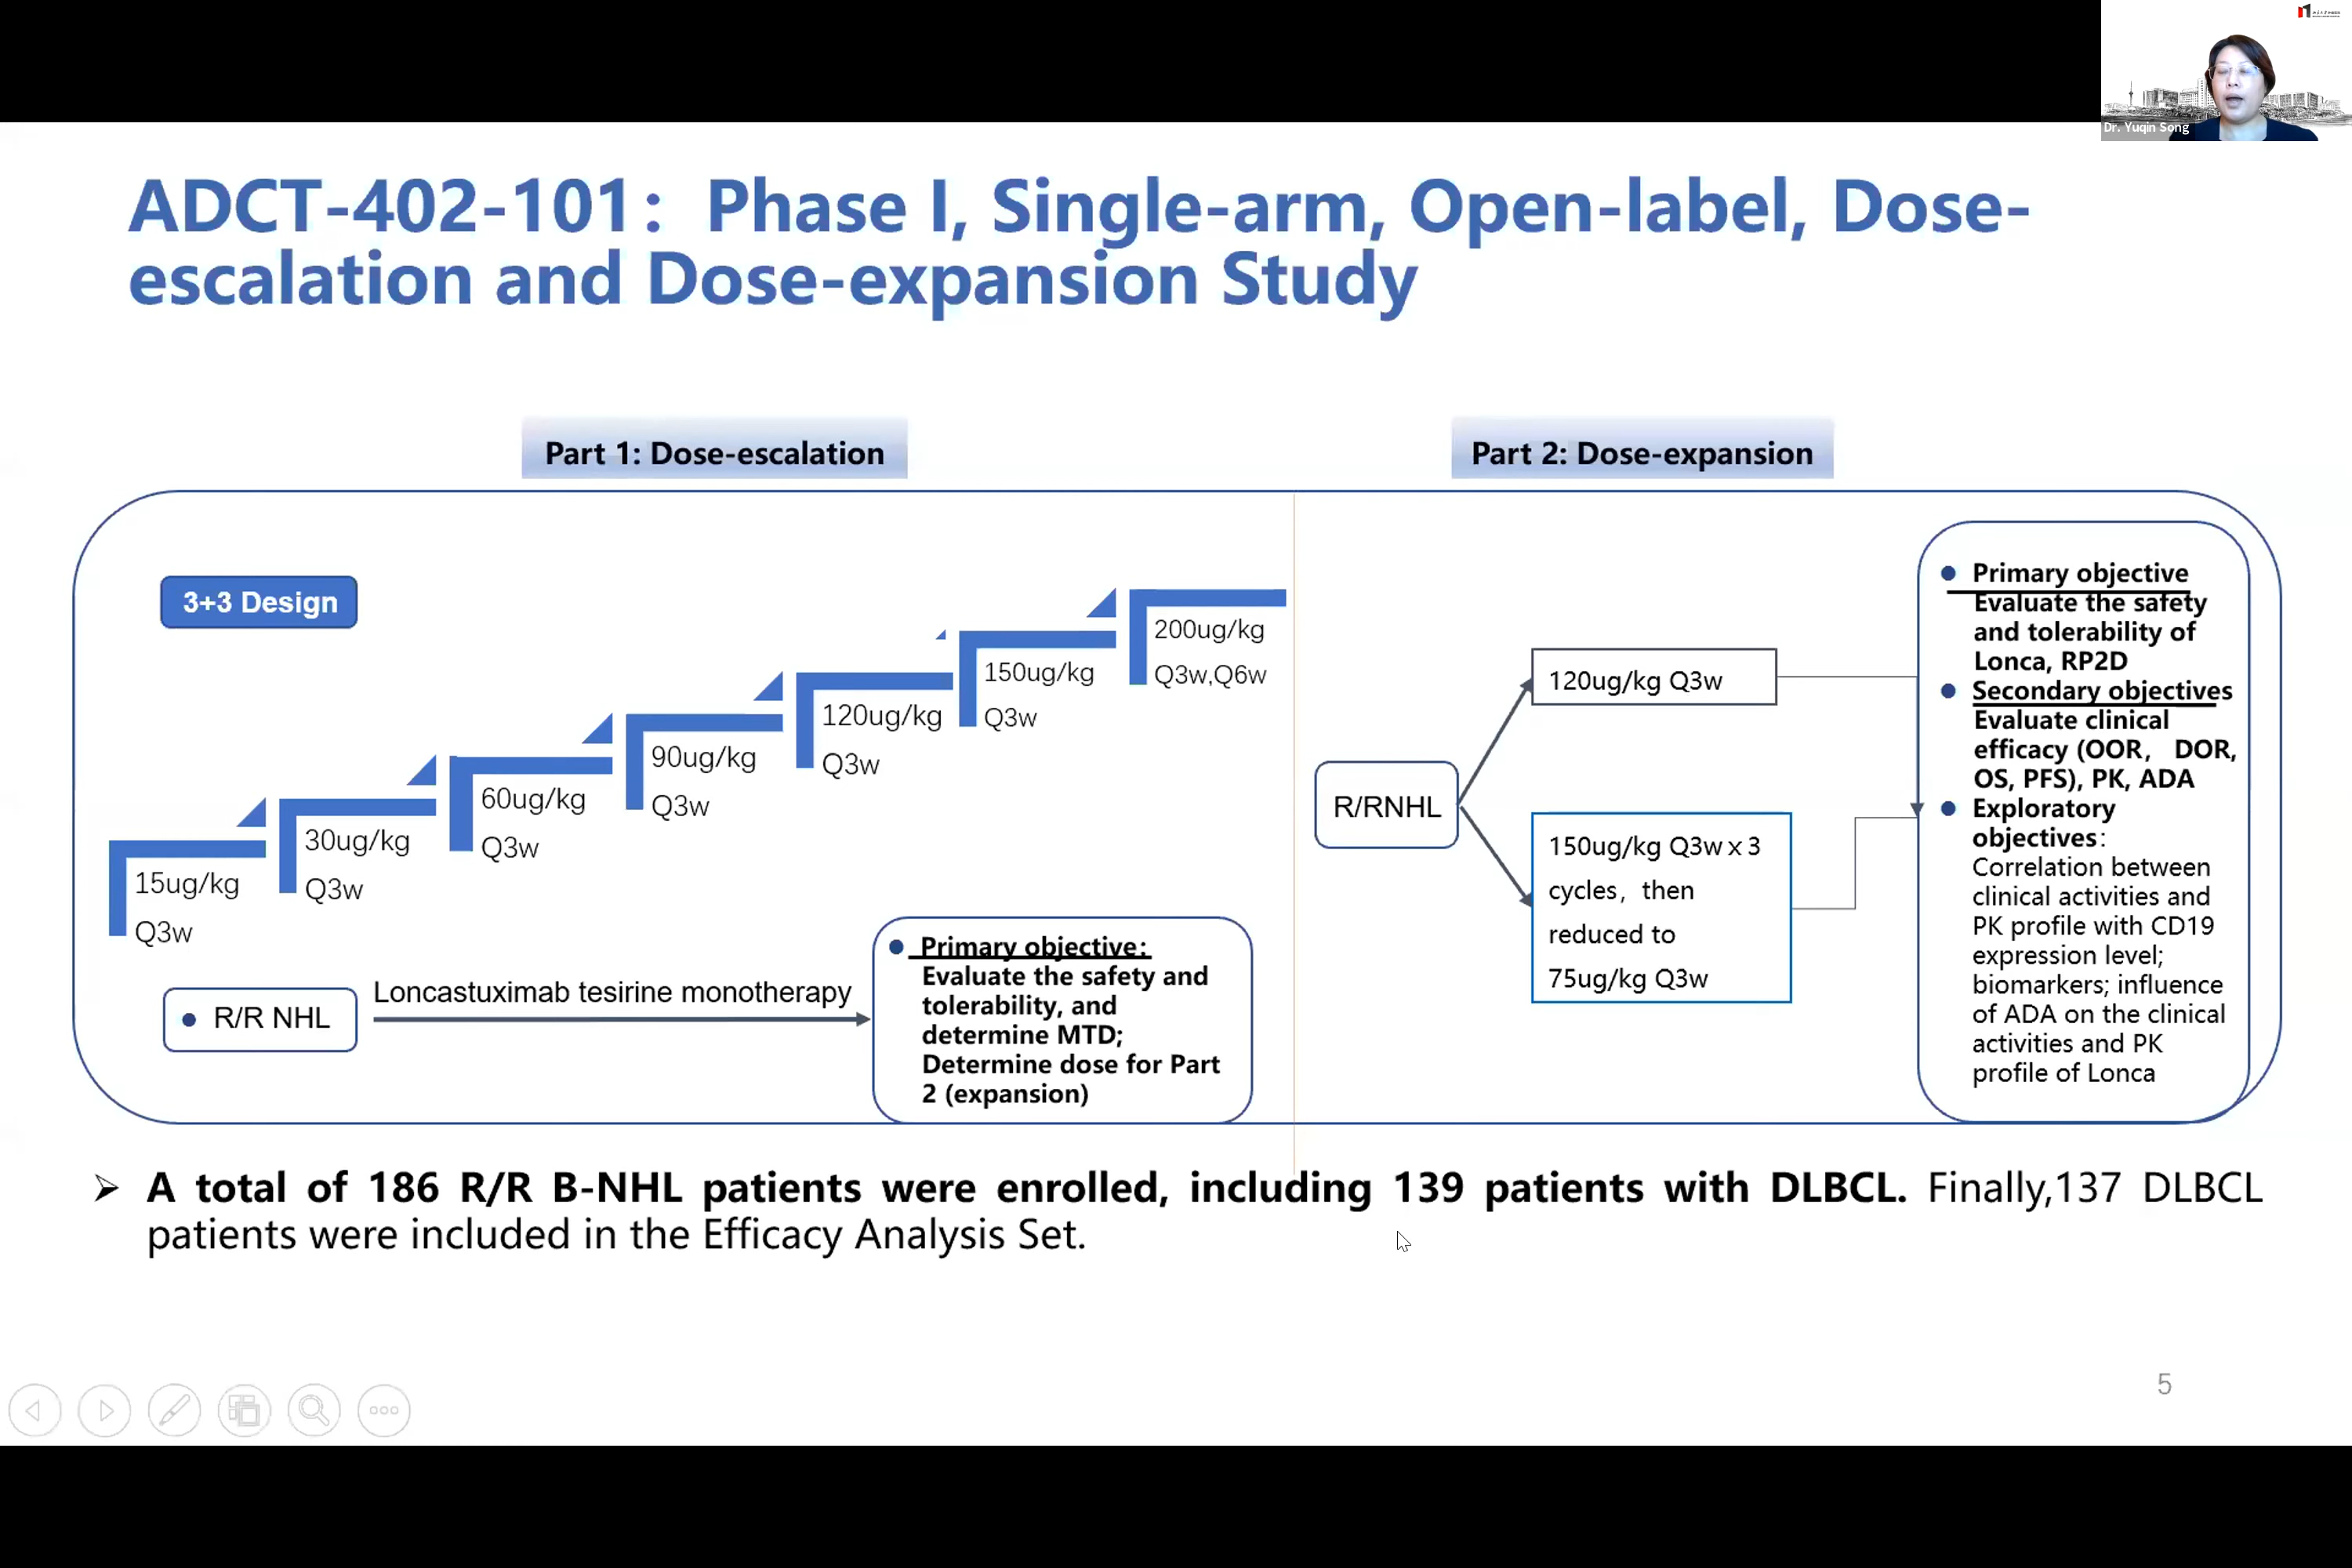 Dr. Yuqin Song
ADCT-402-101： Phase I, Single-arm, Open-label, Dose-
escalation and Dose-expansion Study
Part 1: Dose-escalation
3+3 Design
15ug/kg
Q3w
30ug/kg
Q3w
60ug/kg
Q3w
90ug/kg
Q3w
120ug/kg
Q3w
150ug/kg
Q3w
200ug/kg
Q3w,Q6w
● R/R NHL
Loncastuximab tesirine monotherapy
● Primary objective:
Evaluate the safety and
tolerability, and
determine MTD;
Determine dose for Part
2 (expansion)
Part 2: Dose-expansion
R/RNHL
120ug/kg Q3w
150ug/kg Q3w x 3
cycles，then
reduced to
75ug/kg Q3w
● Primary objective
Evaluate the safety
and tolerability of
Lonca, RP2D
● Secondary objectives
Evaluate clinical
efficacy (OOR， DOR,
OS, PFS), PK, ADA
● Exploratory
objectives：
Correlation between
clinical activities and
PK profile with CD19
expression level;
biomarkers; influence
of ADA on the clinical
activities and PK
profile of Lonca
➢ A total of 186 R/R B-NHL patients were enrolled, including 139 patients with DLBCL. Finally,137 DLBCL
patients were included in the Efficacy Analysis Set.
5